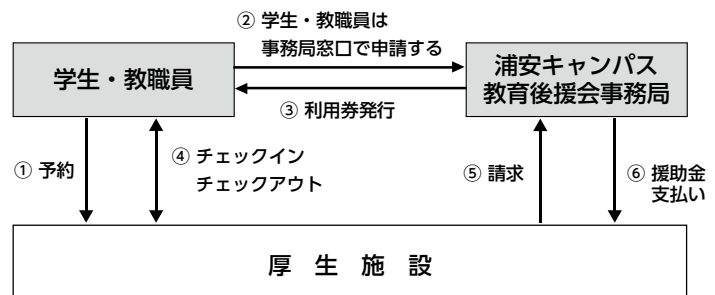 ② 学生・教職員は
事務局窓口で申請する
学生・教職員
浦安キャンパス
教育後援会事務局
③ 利用券発行
① 予約
④ チェックイン
チェックアウト
⑤ 請求
⑥ 援助金
支払い
厚 生 施 設